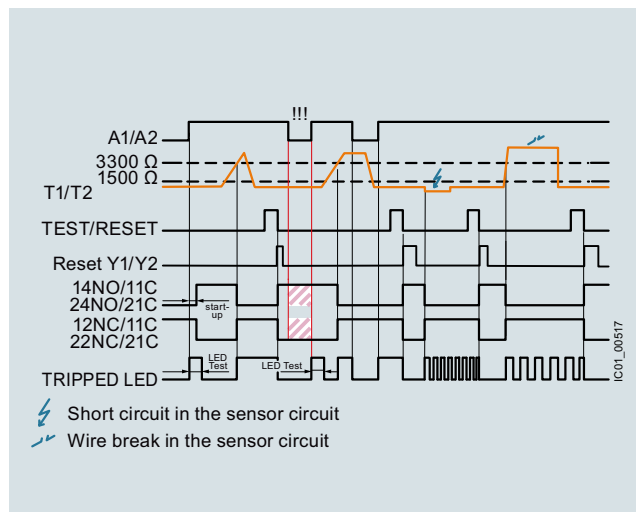 !!!
A1/A2
3300 Ω
1500 Ω
T1/T2
TEST/RESET
Reset Y1/Y2
14NO/11C
24NO/21C
start-
up
12NC/11C
22NC/21C
LED
Test
LED Test
TRIPPED LED
IC01_00517
Short circuit in the sensor circuit
Wire break in the sensor circuit